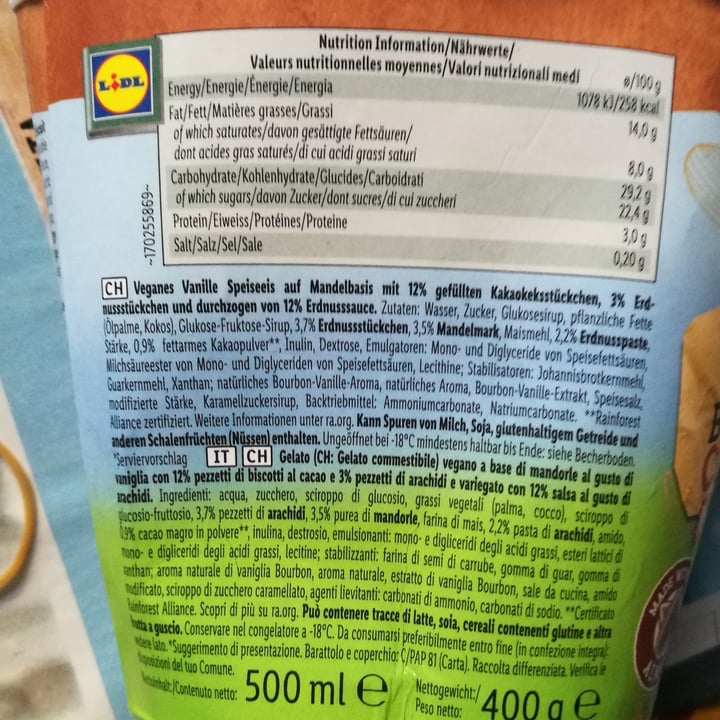 LIDL
Nutrition Information/Nährwerte/
Valeurs nutritionnelles moyennes/Valori nutrizionali medi
ø/100 g
Energy/Energie/Énergie/Energia 1078 kJ/258 kcal
Fat/Fett/Matières grasses/Grassi 14,0 g
of which saturates/davon gesättigte Fettsäuren/
dont acides gras saturés/di cui acidi grassi saturi 8,0 g
Carbohydrate/Kohlenhydrate/Glucides/Carboidrati 29,2 g
of which sugars/davon Zucker/dont sucres/di cui zuccheri 22,4 g
Protein/Eiweiss/Protéines/Proteine 3,0 g
Salt/Salz/Sel/Sale 0,20 g
~170255869~
CH Veganes Vanille Speiseeis auf Mandelbasis mit 12% gefüllten Kakaokeksstückchen, 3% Erd-
nussstückchen und durchzogen von 12% Erdnusssauce. Zutaten: Wasser, Zucker, Glukosesirup, pflanzliche Fette
(Ölpalme, Kokos), Glukose-Fruktose-Sirup, 3,7% Erdnussstückchen, 3,5% Mandelmark, Maismehl, 2,2% Erdnusspaste,
Stärke, 0,9% fettarmes Kakaopulver**, Inulin, Dextrose, Emulgatoren: Mono- und Diglyceride von Speisefettsäuren,
Milchsäureester von Mono- und Diglyceriden von Speisefettsäuren, Lecithine; Stabilisatoren: Johannisbrotkernmehl,
Guarkernmehl, Xanthan; natürliches Bourbon-Vanille-Aroma, natürliches Aroma, Bourbon-Vanille-Extrakt, Speisesalz,
modifizierte Stärke, Karamellzuckersirup, Backtriebmittel: Ammoniumcarbonate, Natriumcarbonate. **Rainforest
Alliance zertifiziert. Weitere Informationen unter ra.org. Kann Spuren von Milch, Soja, glutenhaltigem Getreide und
anderen Schalenfrüchten (Nüssen) enthalten. Ungeöffnet bei -18°C mindestens haltbar bis Ende: siehe Becherboden.
*Serviervorschlag IT CH Gelato (CH: Gelato commestibile) vegano a base di mandorle al gusto di
vaniglia con 12% pezzetti di biscotti al cacao e 3% pezzetti di arachidi e variegato con 12% salsa al gusto di
arachidi. Ingredienti: acqua, zucchero, sciroppo di glucosio, grassi vegetali (palma, cocco), sciroppo di
glucosio-fruttosio, 3,7% pezzetti di arachidi, 3,5% purea di mandorle, farina di mais, 2,2% pasta di arachidi, amido,
0,9% cacao magro in polvere**, inulina, destrosio, emulsionanti: mono- e digliceridi degli acidi grassi, esteri lattici di
mono- e digliceridi degli acidi grassi, lecitine; stabilizzanti: farina di semi di carrube, gomma di guar, gomma di
xanthan; aroma naturale di vaniglia Bourbon, aroma naturale, estratto di vaniglia Bourbon, sale da cucina, amido
modificato, sciroppo di zucchero caramellato, agenti lievitanti: carbonati di ammonio, carbonati di sodio. **Certificato
Rainforest Alliance. Scopri di più su ra.org. Può contenere tracce di latte, soia, cereali contenenti glutine e altra
frutta a guscio. Conservare nel congelatore a -18°C. Da consumarsi preferibilmente entro fine (in confezione integra):
vedere lato. *Suggerimento di presentazione. Barattolo e coperchio: C/PAP 81 (Carta). Raccolta differenziata. Verifica le
disposizioni del tuo Comune.
Nettoinhalt:/Contenuto netto: 500 ml e
Nettogewicht:/
Peso netto: 400 g e
MADE